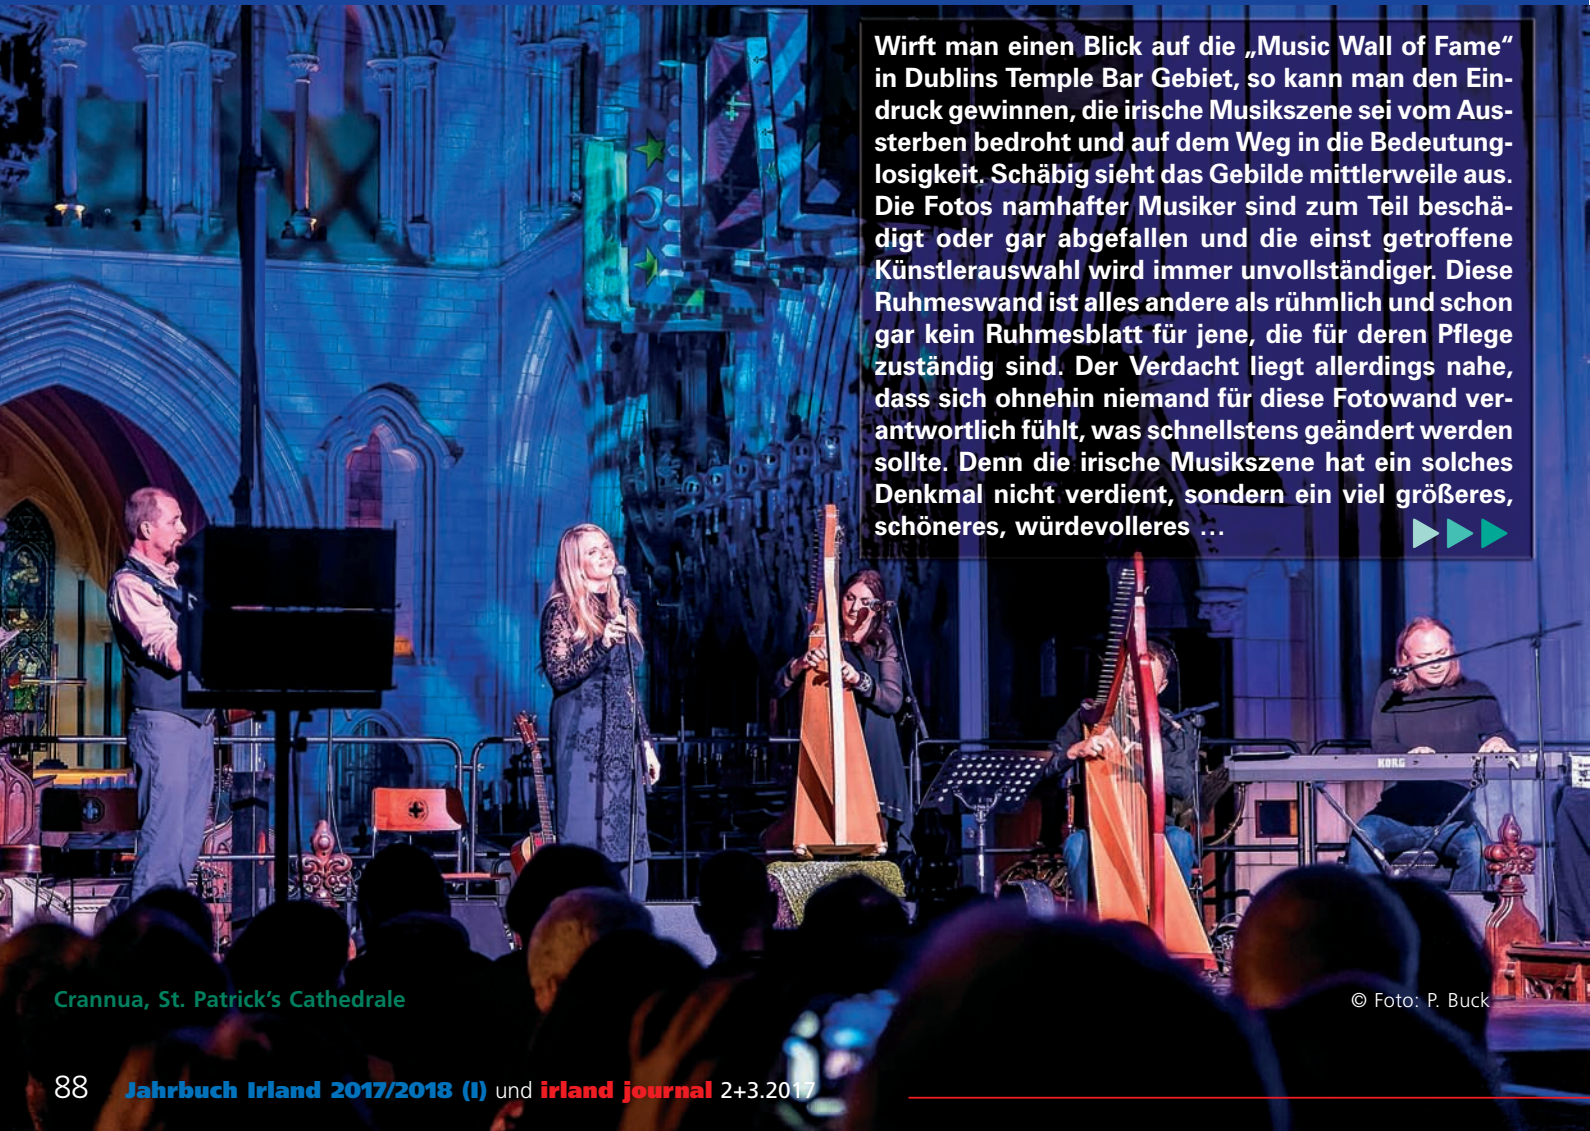 Wirft man einen Blick auf die „Music Wall of Fame“
in Dublins Temple Bar Gebiet, so kann man den Ein-
druck gewinnen, die irische Musikszene sei vom Aus-
sterben bedroht und auf dem Weg in die Bedeutung-
losigkeit. Schäbig sieht das Gebilde mittlerweile aus.
Die Fotos namhafter Musiker sind zum Teil beschä-
digt oder gar abgefallen und die einst getroffene
Künstlerauswahl wird immer unvollständiger. Diese
Ruhmeswand ist alles andere als rühmlich und schon
gar kein Ruhmesblatt für jene, die für deren Pflege
zuständig sind. Der Verdacht liegt allerdings nahe,
dass sich ohnehin niemand für diese Fotowand ver-
antwortlich fühlt, was schnellstens geändert werden
sollte. Denn die irische Musikszene hat ein solches
Denkmal nicht verdient, sondern ein viel größeres,
schöneres, würdevolleres …
KORG
Crannua, St. Patrick’s Cathedrale
© Foto: P. Buck
88 Jahrbuch Irland 2017/2018 (I) und irland journal 2+3.2017